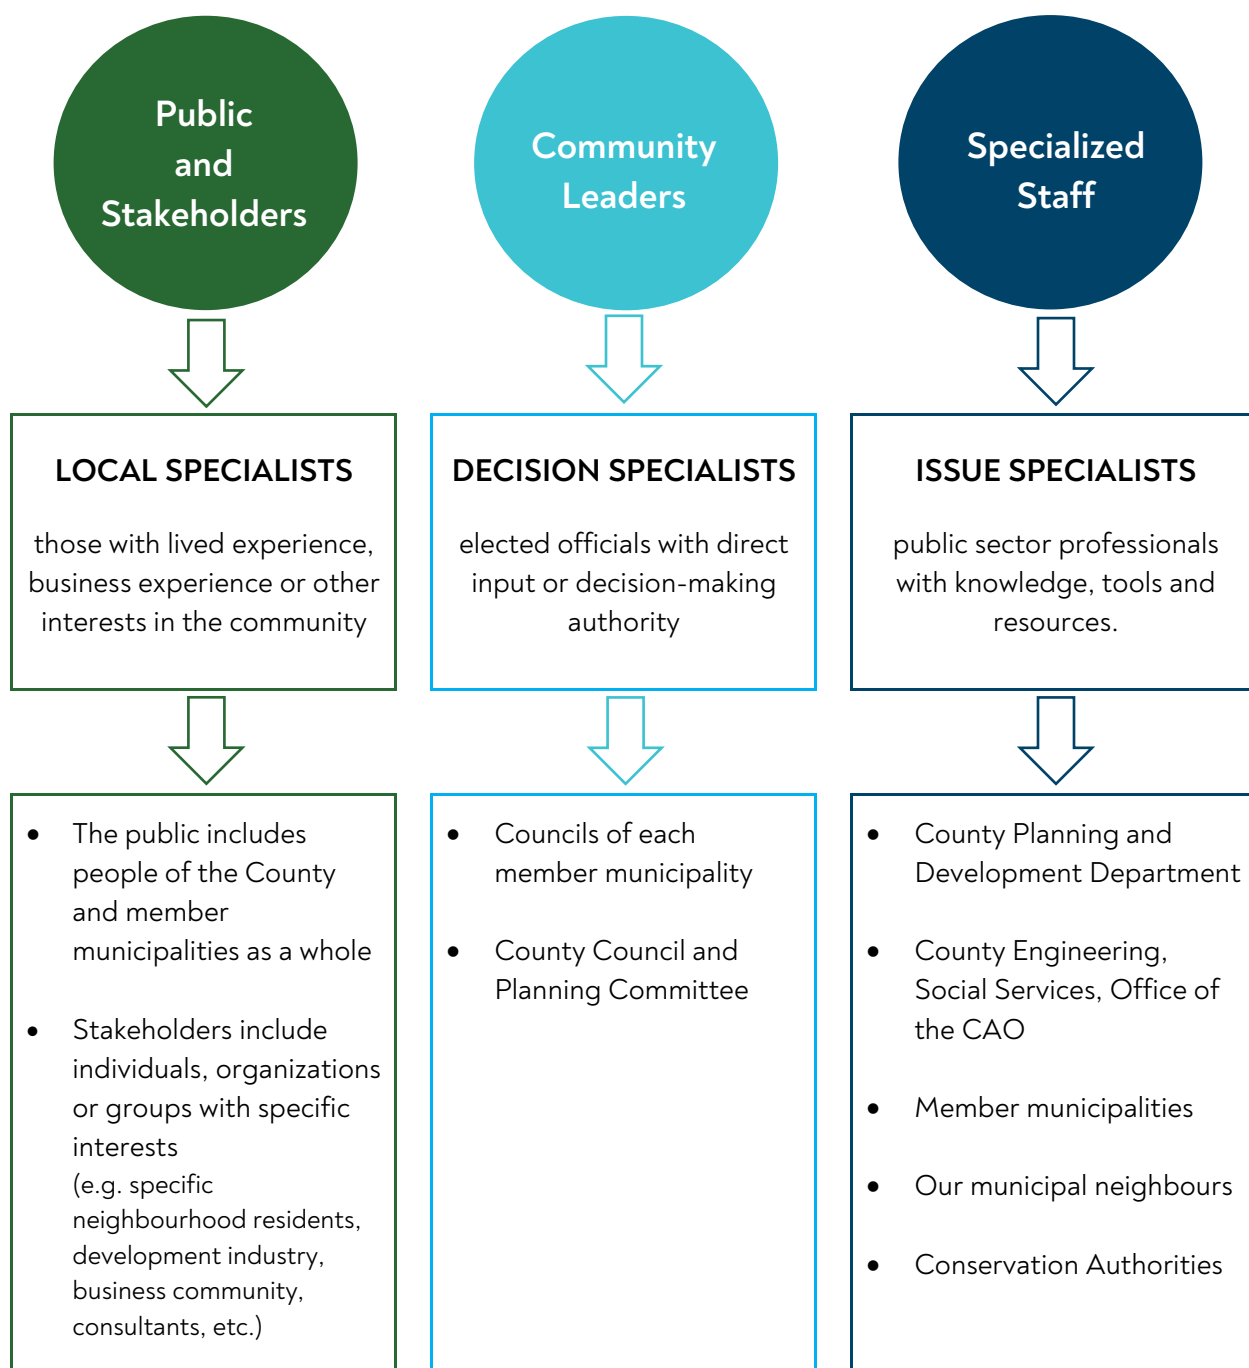 Public
and
Stakeholders
Community
Leaders
Specialized
Staff
LOCAL SPECIALISTS
those with lived experience,
business experience or other
interests in the community
DECISION SPECIALISTS
elected officials with direct
input or decision-making
authority
ISSUE SPECIALISTS
public sector professionals
with knowledge, tools and
resources.
• The public includes
people of the County
and member
municipalities as a whole
• Stakeholders include
individuals, organizations
or groups with specific
interests
(e.g. specific
neighbourhood residents,
development industry,
business community,
consultants, etc.)
• Councils of each
member municipality
• County Council and
Planning Committee
• County Planning and
Development Department
• County Engineering,
Social Services, Office of
the CAO
• Member municipalities
• Our municipal neighbours
• Conservation Authorities